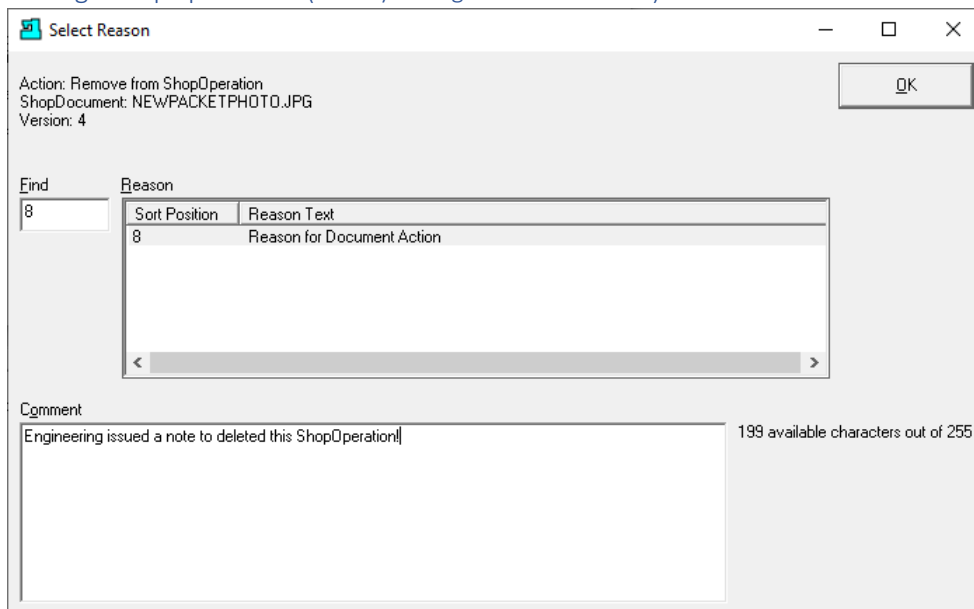 Select Reason
Action: Remove from ShopOperation
ShopDocument: NEWPACKETPHOTO.JPG
Version: 4
OK
Find
Reason
8
Sort Position Reason Text
8 Reason for Document Action
Comment
Engineering issued a note to deleted this ShopOperation!
199 available characters out of 255